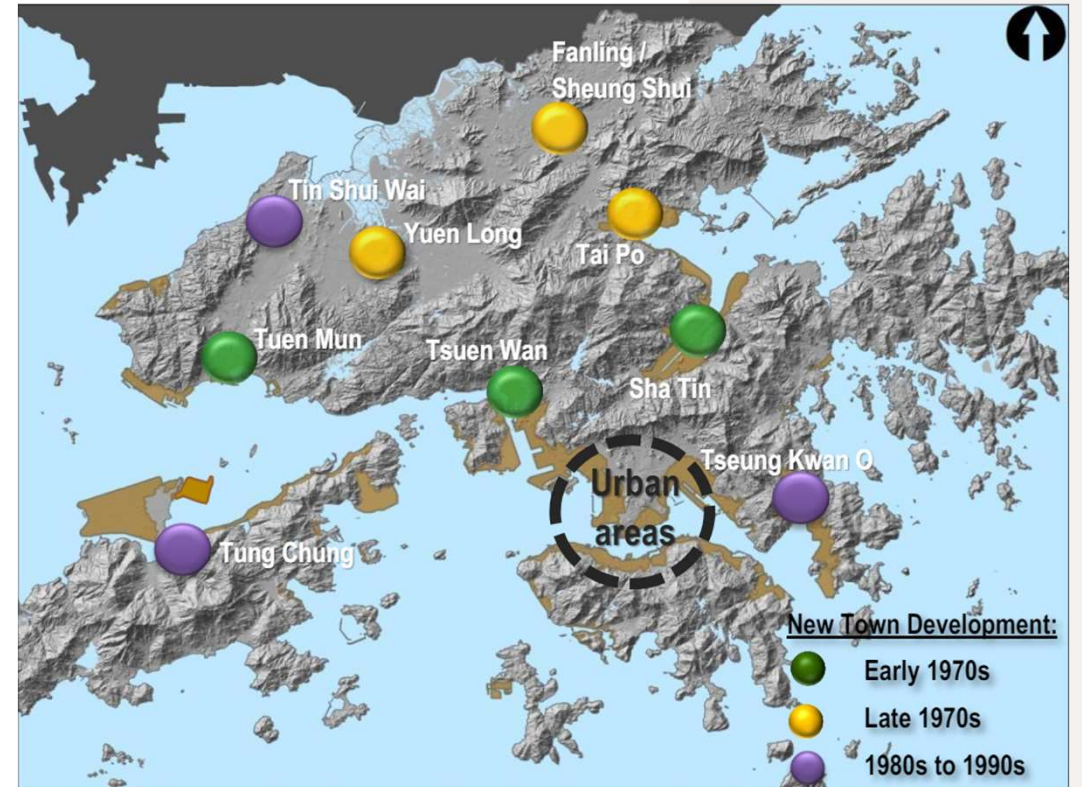 Fanling /
Sheung Shui
Tin Shui Wai
Yuen Long
Tai Po
Tuen Mun
Tsuen Wan
Sha Tin
Tseung Kwan O
Urban
areas
Tung Chung
New Town Development:
Early 1970s
Late 1970s
1980s to 1990s